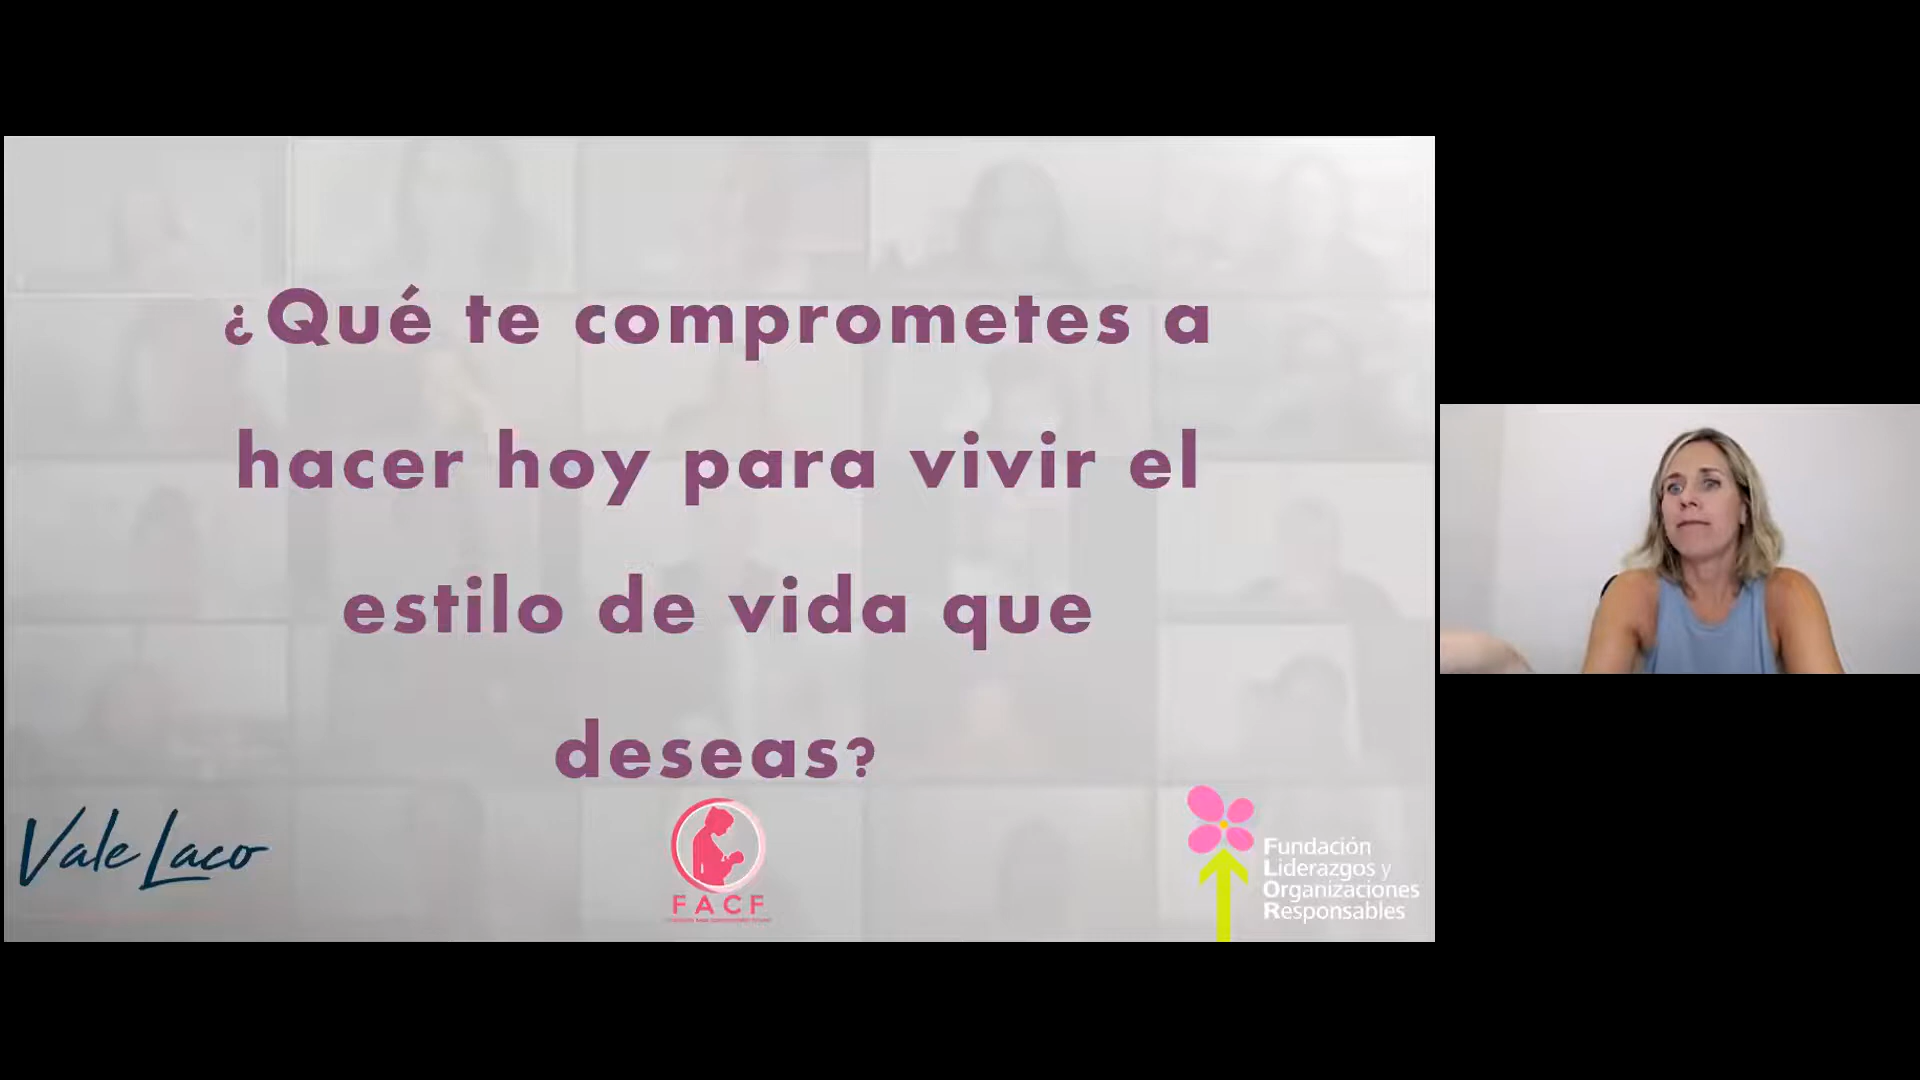 ¿Qué te comprometes a
hacer hoy para vivir el
estilo de vida que
deseas?
Vale Laco
FACF
Fundación
Liderazgos y
Organizaciones
Responsables